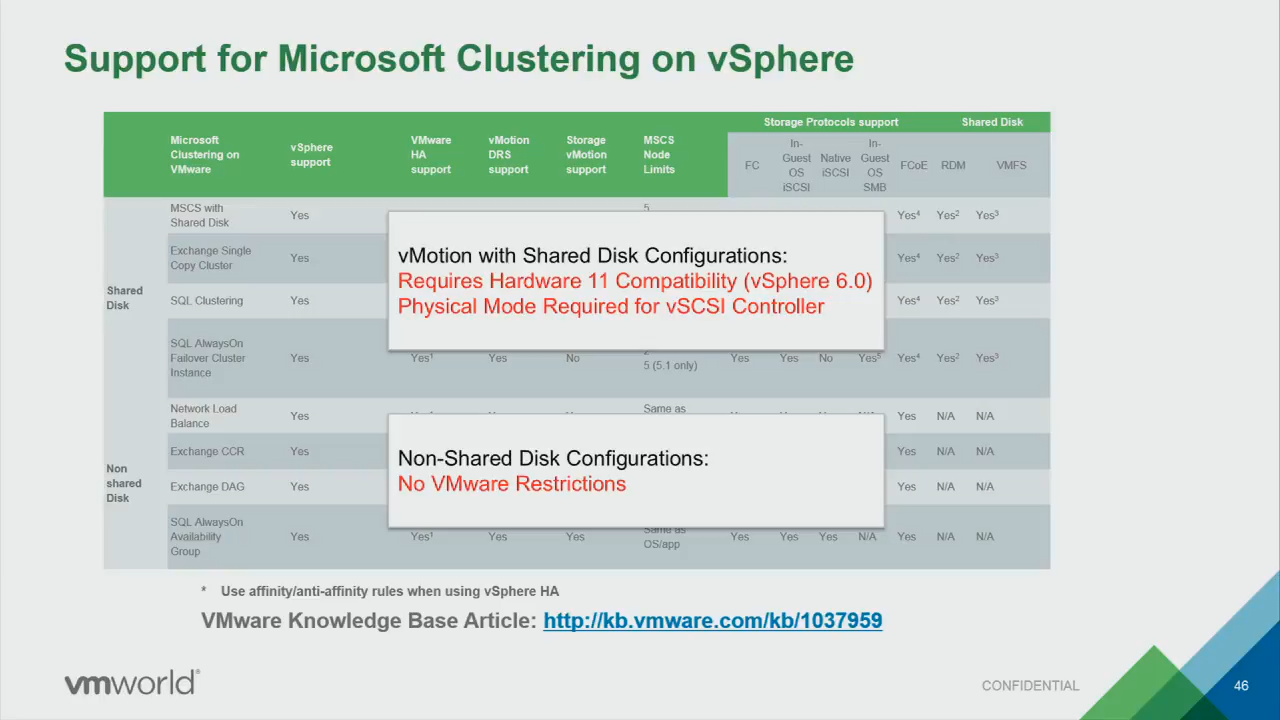 Support for Microsoft Clustering on vSphere
Storage Protocols support Shared Disk
Microsoft
Clustering on
VMware
vSphere
support
VMware
HA
support
vMotion
DRS
support
Storage
vMotion
support
MSCS
Node
Limits
FC
In-
Guest
OS
iSCSI
Native
iSCSI
In-
Guest
OS
SMB
FCoE
RDM
VMFS
Shared
Disk
MSCS with
Shared Disk
Yes
Yes⁴ Yes² Yes³
Exchange Single
Copy Cluster
Yes
Yes⁴ Yes² Yes³
SQL Clustering
Yes
Yes⁴ Yes² Yes³
SQL AlwaysOn
Failover Cluster
Instance
Yes
Yes¹ Yes No
5 (5.1 only)
Yes Yes No Yes⁵ Yes⁴ Yes² Yes³
vMotion with Shared Disk Configurations:
Requires Hardware 11 Compatibility (vSphere 6.0)
Physical Mode Required for vSCSI Controller
Non
shared
Disk
Network Load
Balance
Yes
Same as
Yes N/A N/A
Exchange CCR
Yes
Yes N/A N/A
Exchange DAG
Yes
Yes N/A N/A
SQL AlwaysOn
Availability
Group
Yes
Yes¹ Yes Yes
Same as
OS/app
Yes Yes Yes N/A Yes N/A N/A
Non-Shared Disk Configurations:
No VMware Restrictions
* Use affinity/anti-affinity rules when using vSphere HA
VMware Knowledge Base Article: http://kb.vmware.com/kb/1037959
vmworld®
CONFIDENTIAL
46